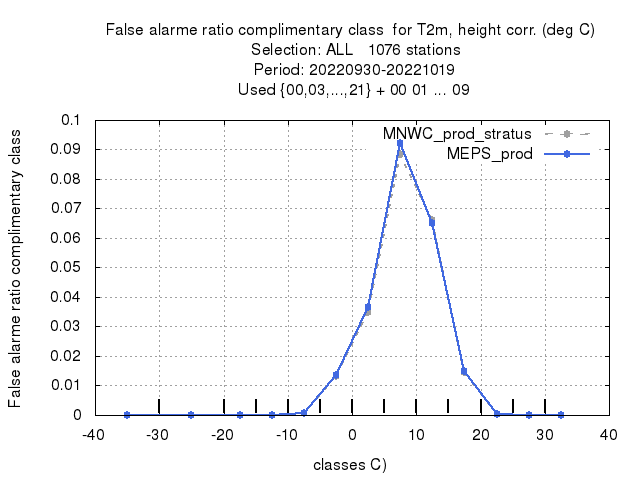 False alarme ratio complimentary class  for T2m, height corr. (deg C)
Selection: ALL   1076 stations
Period: 20220930-20221019
Used {00,03,...,21} + 00 01 ... 09
MNWC_prod_stratus
MEPS_prod
False alarme ratio complimentary class
0.1
0.09
0.08
0.07
0.06
0.05
0.04
0.03
0.02
0.01
0
-40 -30 -20 -10 0 10 20 30 40
classes C)